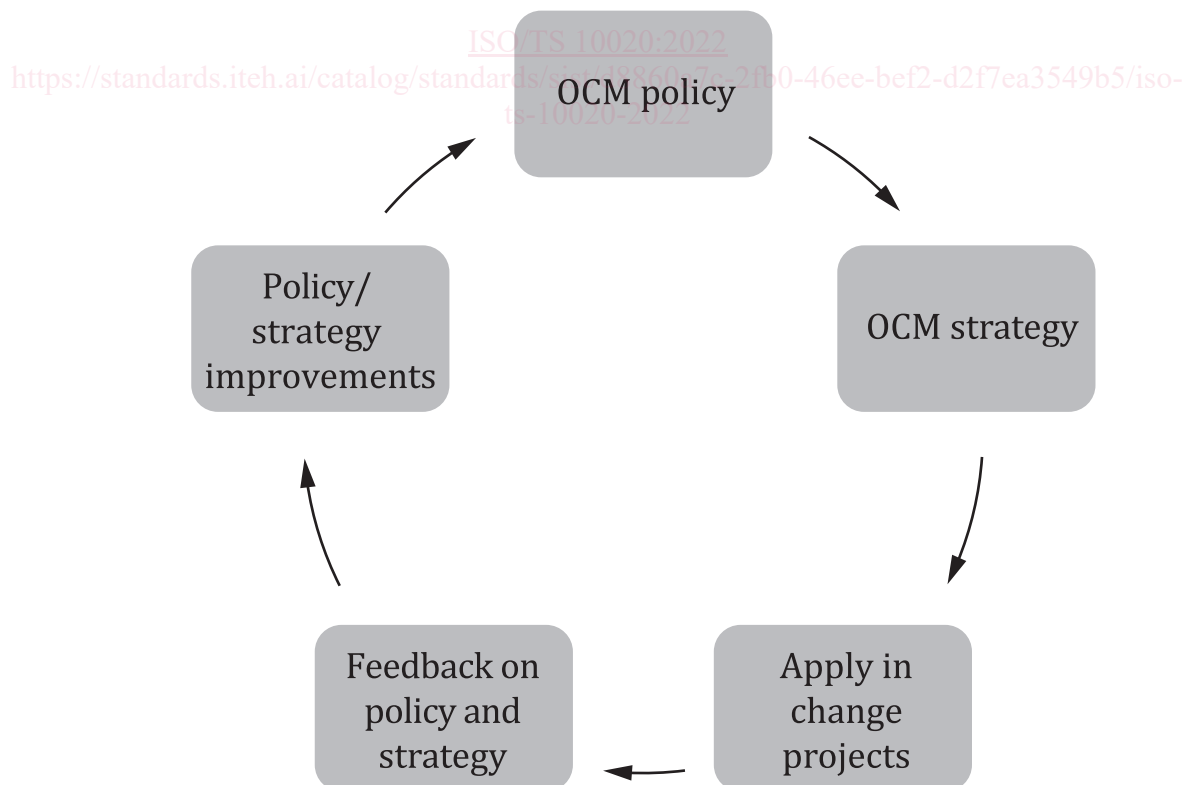 ISO/TS 10020:2022
https://standards.iteh.ai/catalog/standards/sist/d8860a7c-2fb0-46ee-bef2-d2f7ea3549b5/iso-
ts-10020-2022
OCM policy
Policy/
strategy
improvements
OCM strategy
Feedback on
policy and
strategy
Apply in
change
projects